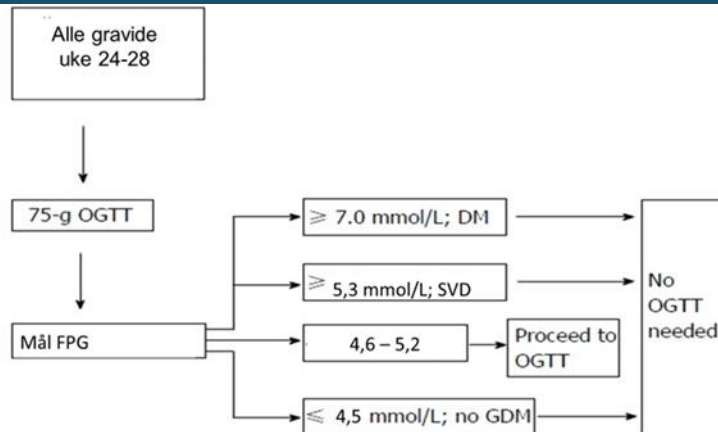 Alle gravide
uke 24-28
75-g OGTT
Mål FPG
≥ 7.0 mmol/L; DM
≥ 5,3 mmol/L; SVD
4,6 – 5,2
≤ 4,5 mmol/L; no GDM
Proceed to
OGTT
No
OGTT
needed